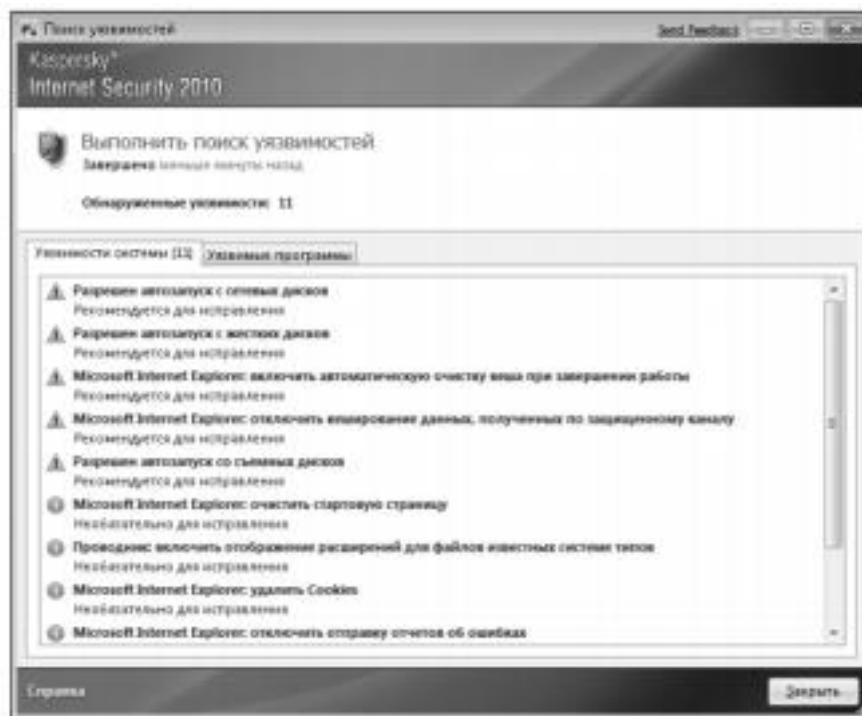 Поиск уязвимостей
Send Feedback
Kaspersky®
Internet Security 2010
Выполнить поиск уязвимостей
Завершено меньше минуты назад
Обнаруженные уязвимости: 11
Уязвимости системы (11)
Уязвимые программы
Разрешен автозапуск с сетевых дисков
Рекомендуется для исправления
Разрешен автозапуск с жестких дисков
Рекомендуется для исправления
Microsoft Internet Explorer: включить автоматическую очистку кеша при завершении работы
Рекомендуется для исправления
Microsoft Internet Explorer: отключить кеширование данных, полученных по защищенному каналу
Рекомендуется для исправления
Разрешен автозапуск со съемных дисков
Рекомендуется для исправления
Microsoft Internet Explorer: очистить стартовую страницу
Необязательно для исправления
Проводник: включить отображение расширений для файлов известных системе типов
Необязательно для исправления
Microsoft Internet Explorer: удалить Cookies
Необязательно для исправления
Microsoft Internet Explorer: отключить отправку отчетов об ошибках
Справка
Закрыть